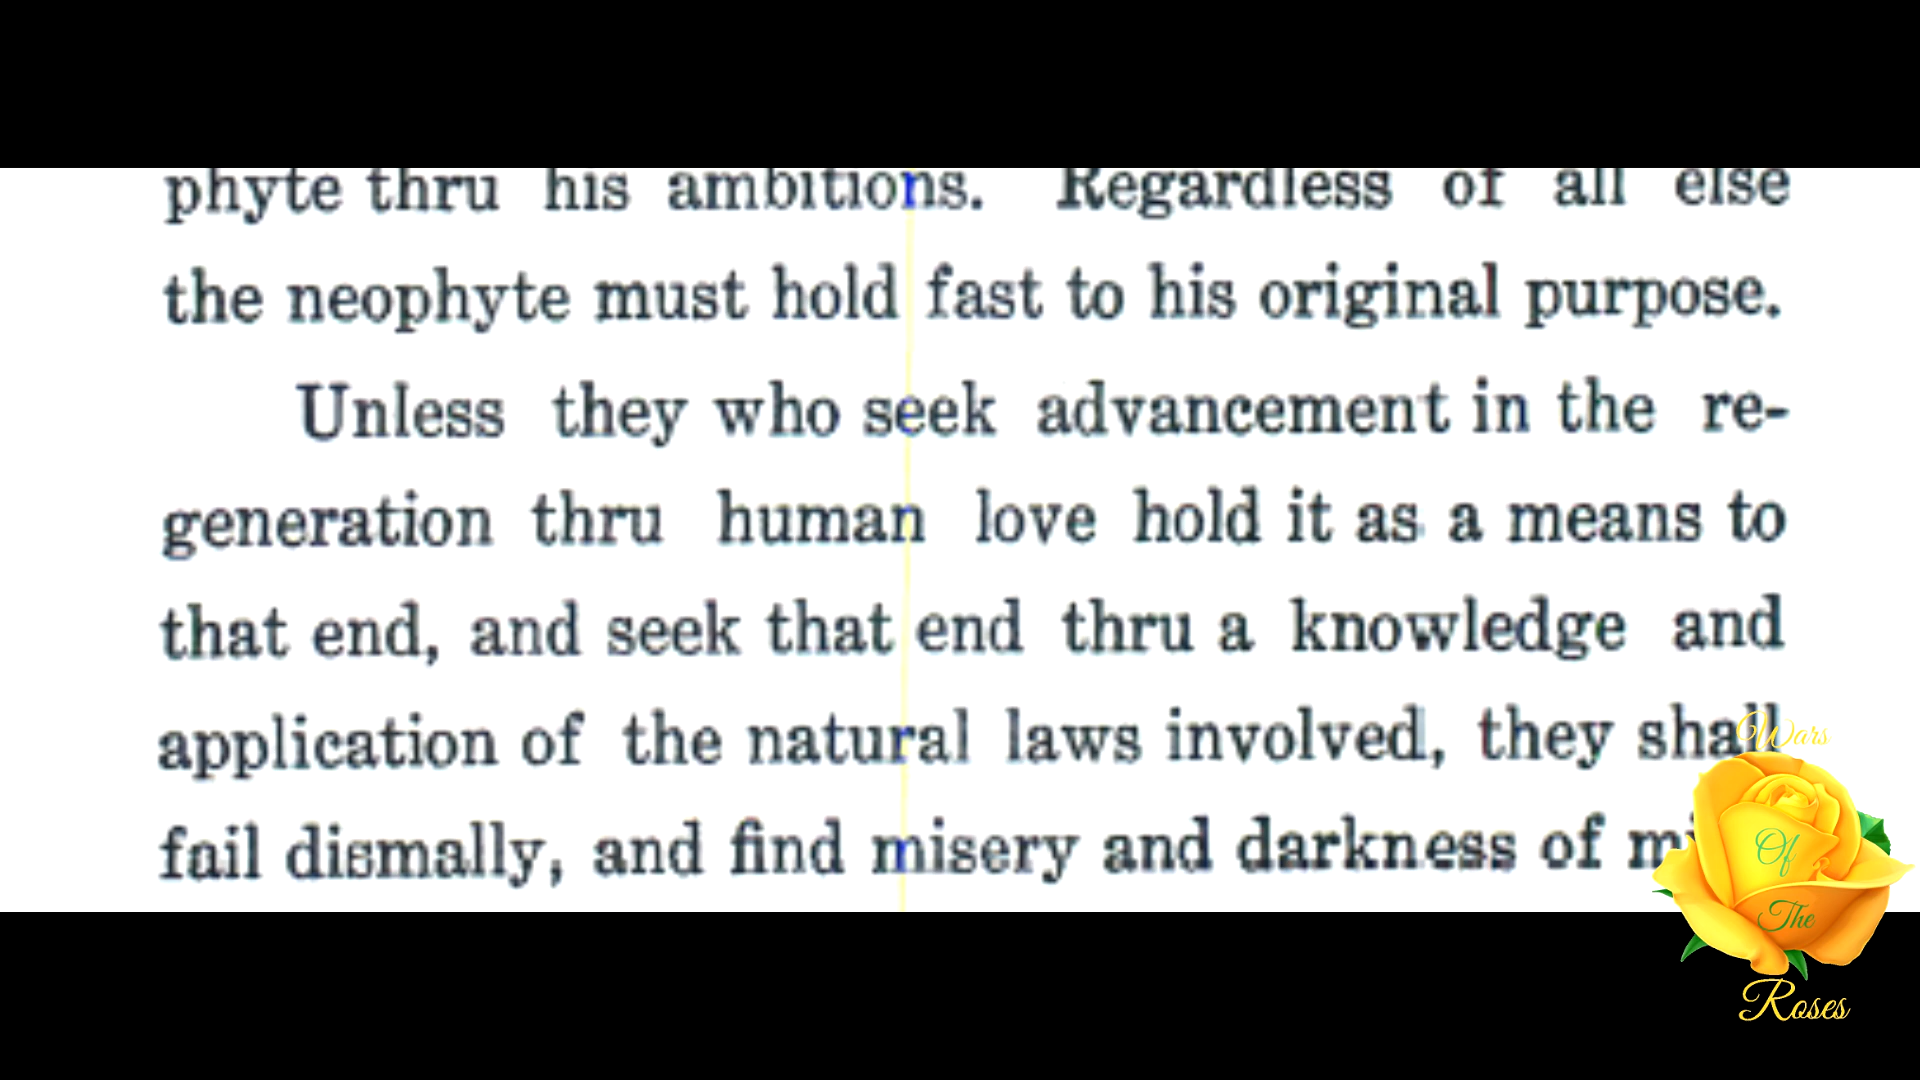 phyte thru his ambitions. Regardless of all else
the neophyte must hold fast to his original purpose.
Unless they who seek advancement in the re-
generation thru human love hold it as a means to
that end, and seek that end thru a knowledge and
application of the natural laws involved, they shall
fail dismally, and find misery and darkness of
Wars
Of
The
Roses